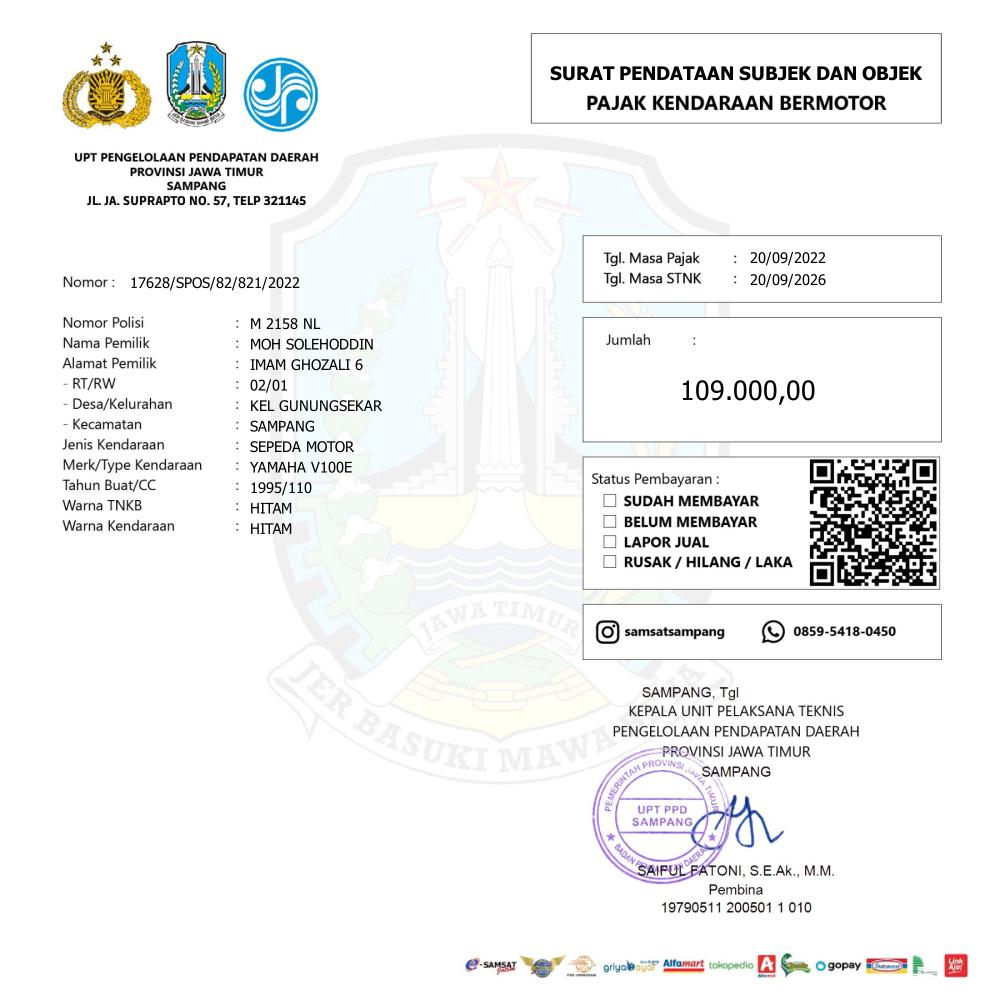 SURAT PENDATAAN SUBJEK DAN OBJEK
PAJAK KENDARAAN BERMOTOR
JER BASUKI MAWA BEYA
UPT PENGELOLAAN PENDAPATAN DAERAH
PROVINSI JAWA TIMUR
SAMPANG
JL. JA. SUPRAPTO NO. 57, TELP 321145
Nomor : 17628/SPOS/82/821/2022
Nomor Polisi : M 2158 NL
Nama Pemilik : MOH SOLEHODDIN
Alamat Pemilik : IMAM GHOZALI 6
- RT/RW : 02/01
- Desa/Kelurahan : KEL GUNUNGSEKAR
- Kecamatan : SAMPANG
Jenis Kendaraan : SEPEDA MOTOR
Merk/Type Kendaraan : YAMAHA V100E
Tahun Buat/CC : 1995/110
Warna TNKB : HITAM
Warna Kendaraan : HITAM
Tgl. Masa Pajak : 20/09/2022
Tgl. Masa STNK : 20/09/2026
Jumlah :
109.000,00
Status Pembayaran :
SUDAH MEMBAYAR
BELUM MEMBAYAR
LAPOR JUAL
RUSAK / HILANG / LAKA
samsatsampang 0859-5418-0450
JAWA TIMUR
JER BASUKI MAWA
SAMPANG, Tgl
KEPALA UNIT PELAKSANA TEKNIS
PENGELOLAAN PENDAPATAN DAERAH
PROVINSI JAWA TIMUR
SAMPANG
PEMERINTAH PROVINSI JAWA TIMUR
UPT PPD
SAMPANG
BADAN PENDAPATAN DAERAH
SAIFUL FATONI, S.E.Ak., M.M.
Pembina
19790511 200501 1 010
e-SAMSAT Jatim griyabayar Alfamart tokopedia Alfamidi gopay Indomaret Link Aja!